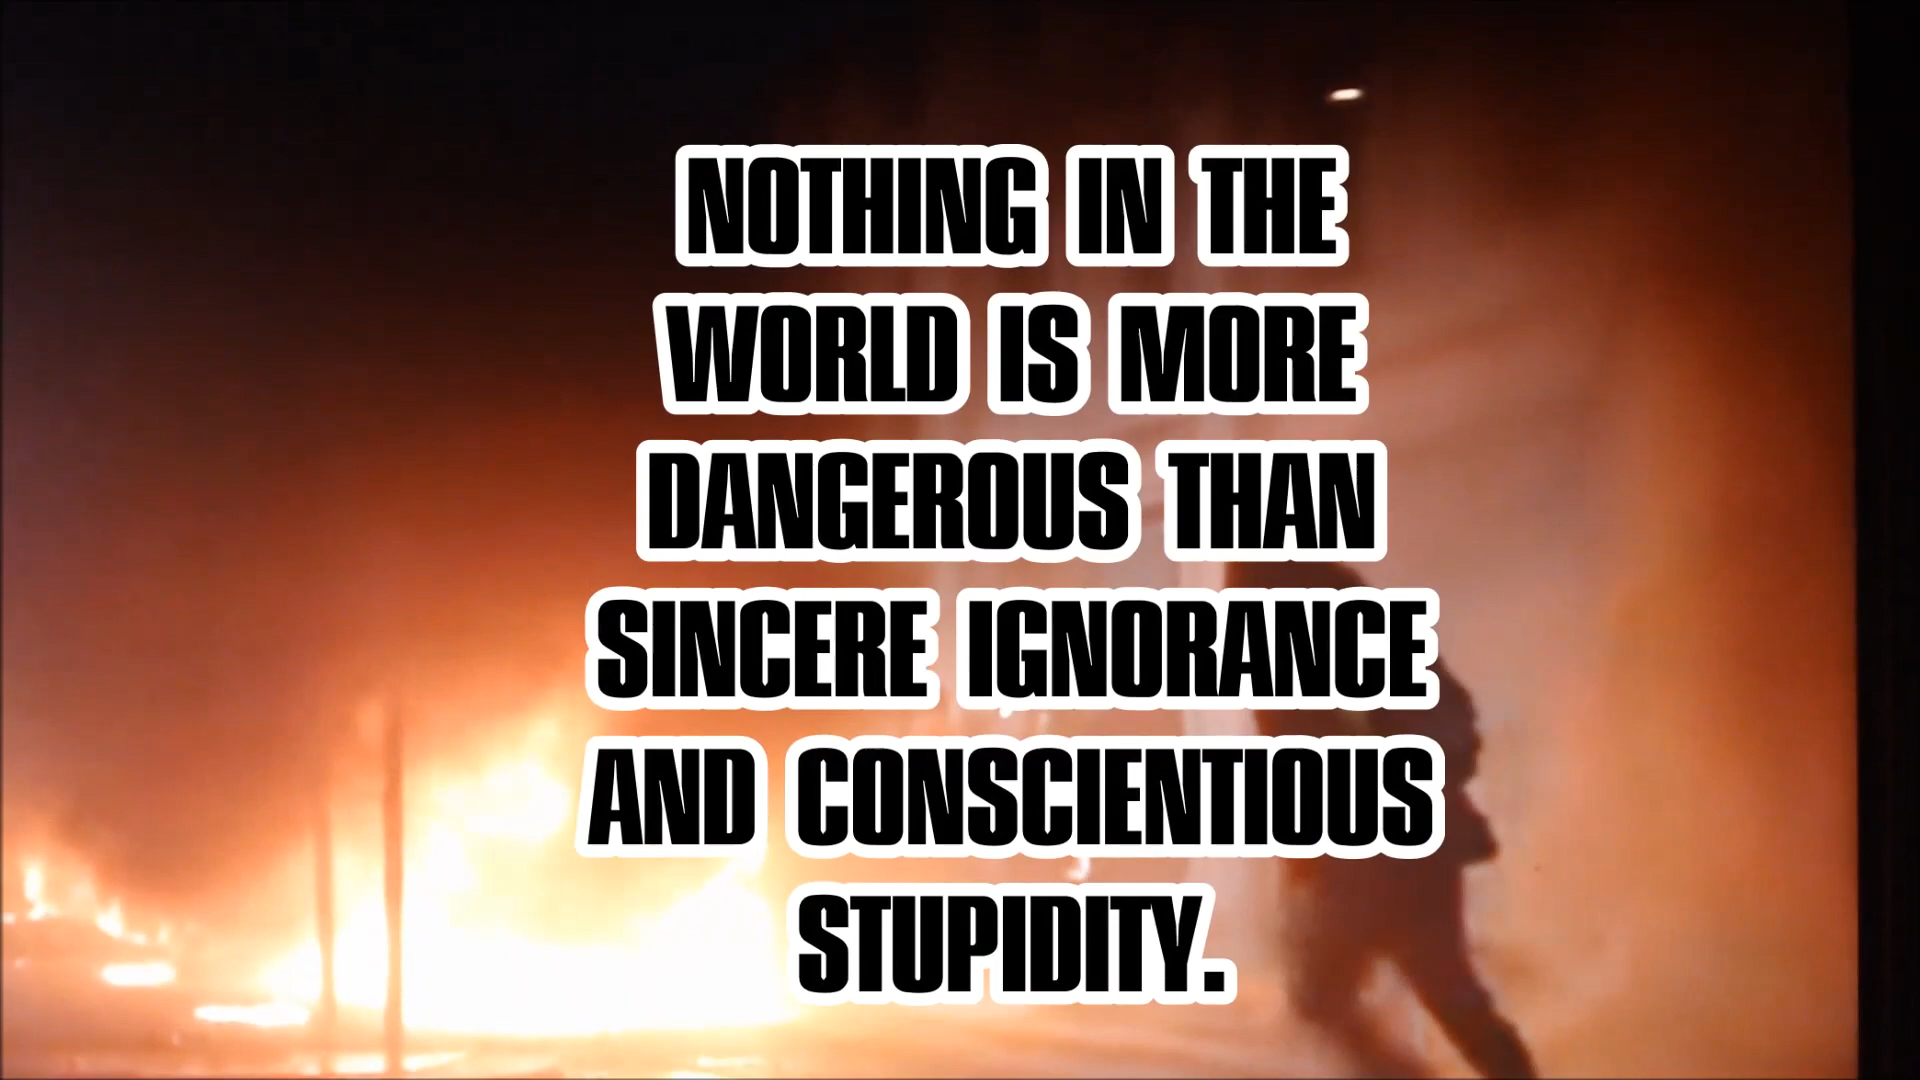 NOTHING IN THE
WORLD IS MORE
DANGEROUS THAN
SINCERE IGNORANCE
AND CONSCIENTIOUS
STUPIDITY.